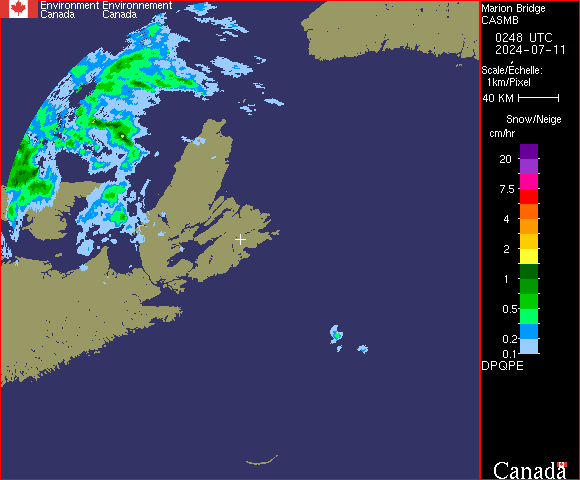 Environment Environnement
Canada Canada
Marion Bridge
CASMB
0248 UTC
2024-07-11
Scale/Echelle:
1km/Pixel
40 KM
Snow/Neige
cm/hr
20
7.5
4
2
1
0.5
0.2
0.1
DPQPE
Canada